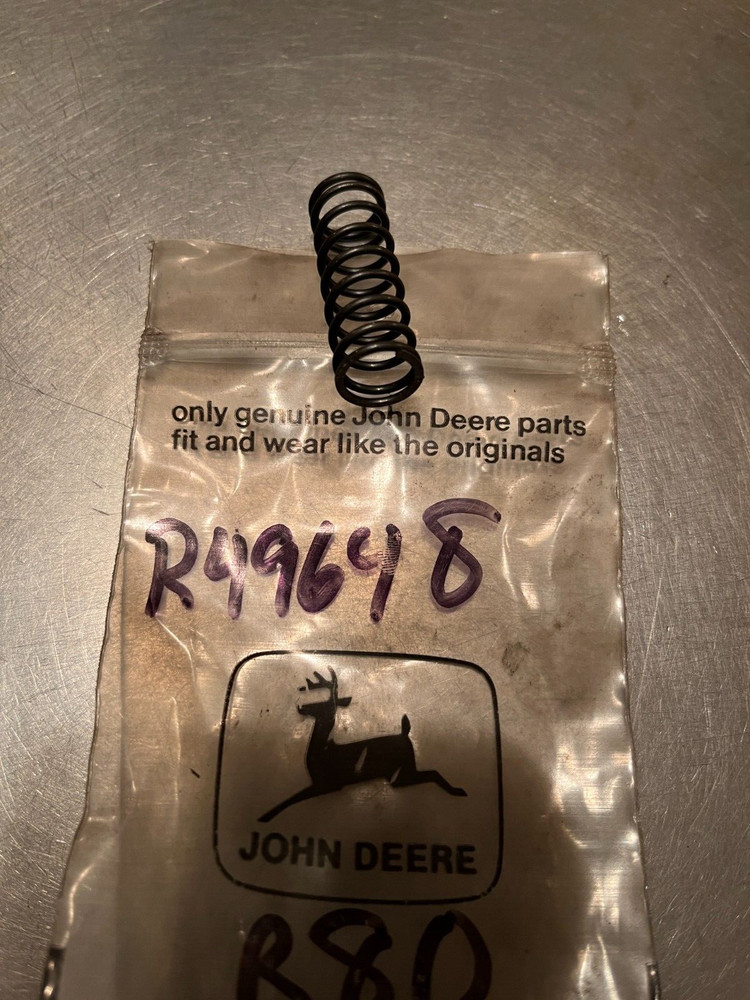 only genuine John Deere parts
fit and wear like the originals
R49648
JOHN DEERE
R80